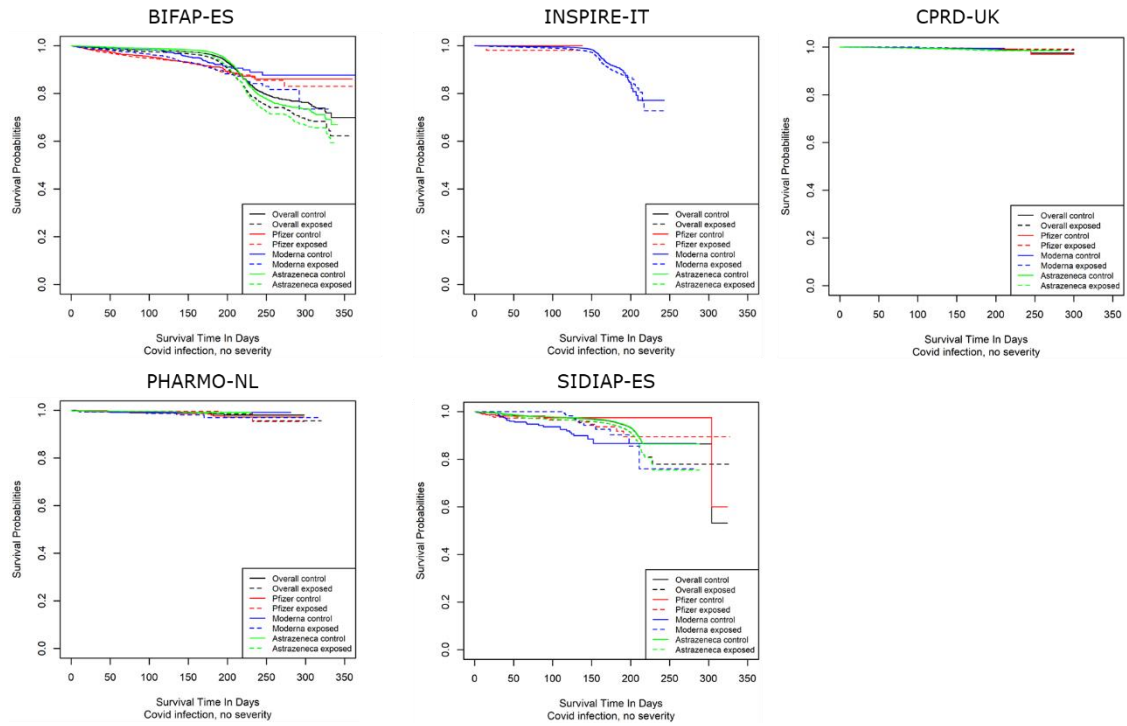 BIFAP-ES
INSPIRE-IT
CPRD-UK
Survival Probabilities
1.0
0.8
0.6
0.4
0.2
0.0
Overall control
Overall exposed
Pfizer control
Pfizer exposed
Moderna control
Moderna exposed
Astrazeneca control
Astrazeneca exposed
0 50 100 150 200 250 300 350
Survival Time In Days
Covid infection, no severity
Survival Probabilities
1.0
0.8
0.6
0.4
0.2
0.0
Overall control
Overall exposed
Pfizer control
Pfizer exposed
Moderna control
Moderna exposed
Astrazeneca control
Astrazeneca exposed
0 50 100 150 200 250 300 350
Survival Time In Days
Covid infection, no severity
Survival Probabilities
1.0
0.8
0.6
0.4
0.2
0.0
Overall control
Overall exposed
Pfizer control
Pfizer exposed
Moderna control
Moderna exposed
Astrazeneca control
Astrazeneca exposed
0 50 100 150 200 250 300 350
Survival Time In Days
Covid infection, no severity
PHARMO-NL
SIDIAP-ES
Survival Probabilities
1.0
0.8
0.6
0.4
0.2
0.0
Overall control
Overall exposed
Pfizer control
Pfizer exposed
Moderna control
Moderna exposed
Astrazeneca control
Astrazeneca exposed
0 50 100 150 200 250 300 350
Survival Time In Days
Covid infection, no severity
Survival Probabilities
1.0
0.8
0.6
0.4
0.2
0.0
Overall control
Overall exposed
Pfizer control
Pfizer exposed
Moderna control
Moderna exposed
Astrazeneca control
Astrazeneca exposed
0 50 100 150 200 250 300 350
Survival Time In Days
Covid infection, no severity